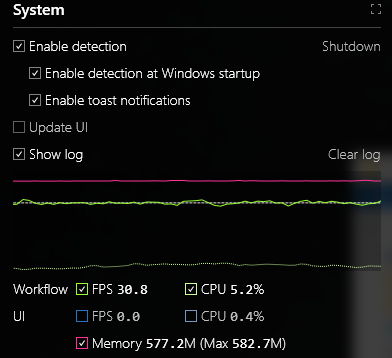 System
Enable detection Shutdown
Enable detection at Windows startup
Enable toast notifications
Update UI
Show log Clear log
Workflow FPS 30.8 CPU 5.2%
UI FPS 0.0 CPU 0.4%
Memory 577.2M (Max 582.7M)